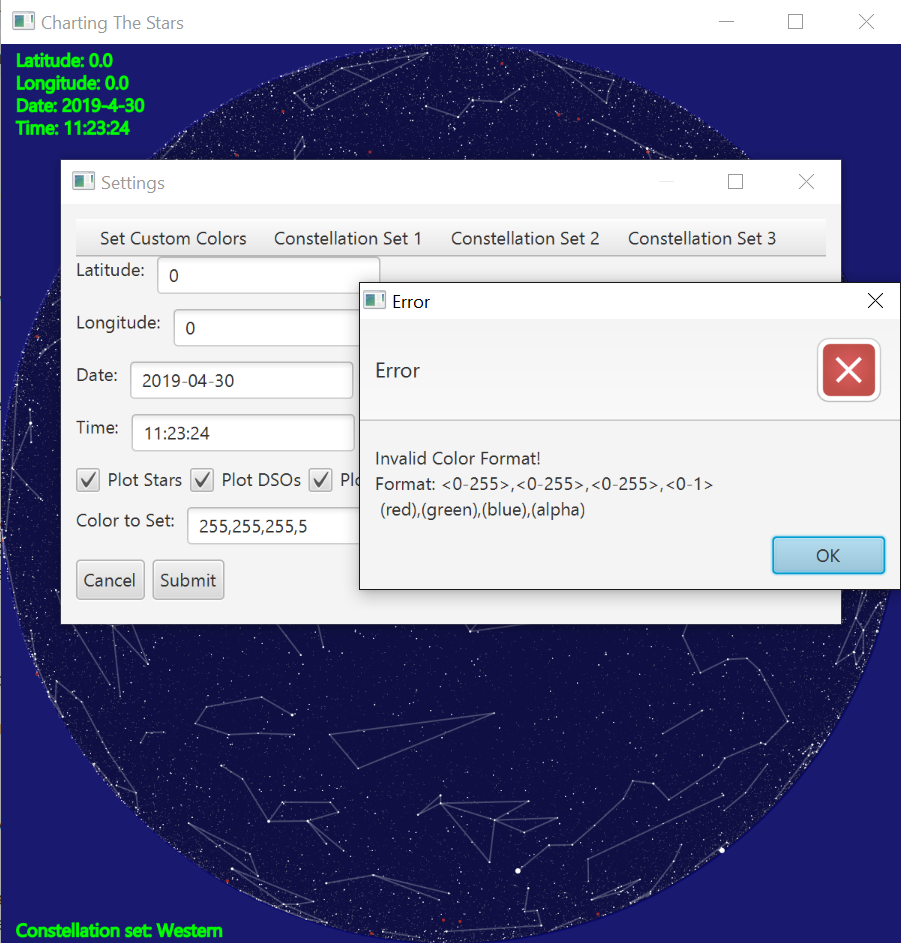 Charting The Stars
Latitude: 0.0
Longitude: 0.0
Date: 2019-4-30
Time: 11:23:24
Settings
Set Custom Colors Constellation Set 1 Constellation Set 2 Constellation Set 3
Latitude: 0
Longitude: 0
Date: 2019-04-30
Time: 11:23:24
Plot Stars Plot DSOs
Color to Set: 255,255,255,5
Cancel Submit
Error
Error
Invalid Color Format!
Format: <0-255>,<0-255>,<0-255>,<0-1>
(red),(green),(blue),(alpha)
OK
Constellation set: Western